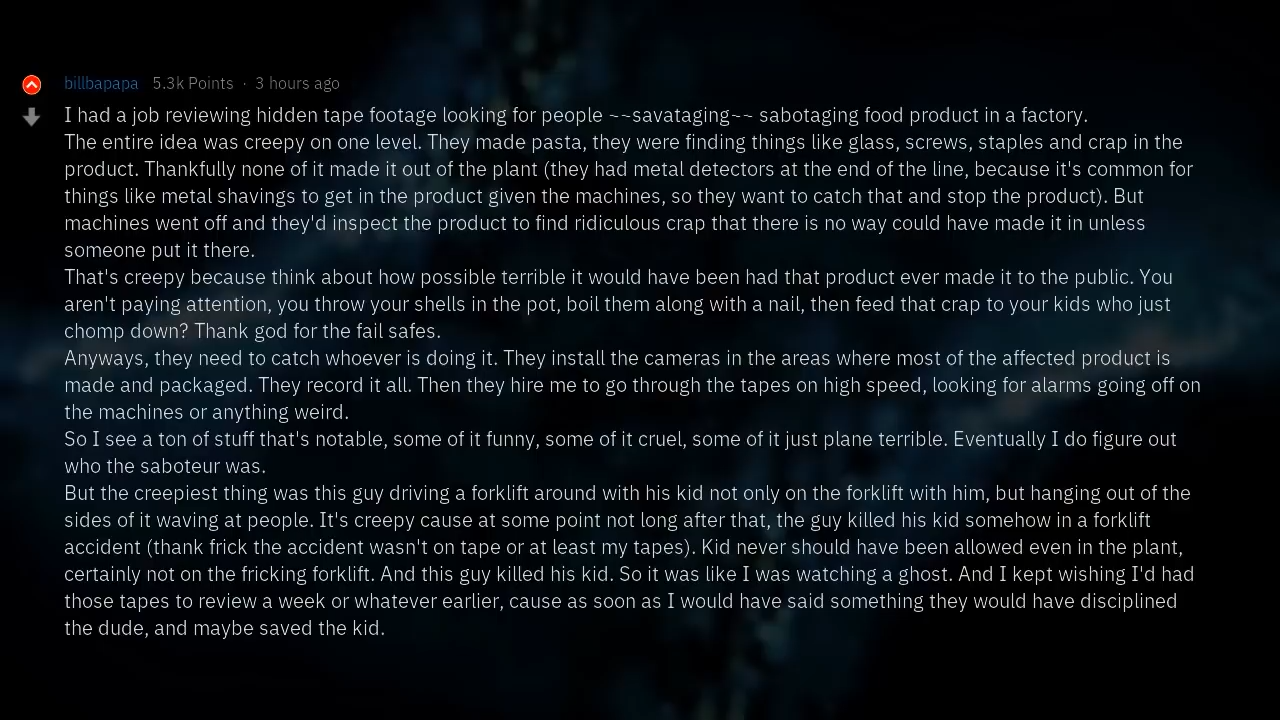 billbapapa 5.3k Points · 3 hours ago
I had a job reviewing hidden tape footage looking for people ~~savataging~~ sabotaging food product in a factory.
The entire idea was creepy on one level. They made pasta, they were finding things like glass, screws, staples and crap in the
product. Thankfully none of it made it out of the plant (they had metal detectors at the end of the line, because it's common for
things like metal shavings to get in the product given the machines, so they want to catch that and stop the product). But
machines went off and they'd inspect the product to find ridiculous crap that there is no way could have made it in unless
someone put it there.
That's creepy because think about how possible terrible it would have been had that product ever made it to the public. You
aren't paying attention, you throw your shells in the pot, boil them along with a nail, then feed that crap to your kids who just
chomp down? Thank god for the fail safes.
Anyways, they need to catch whoever is doing it. They install the cameras in the areas where most of the affected product is
made and packaged. They record it all. Then they hire me to go through the tapes on high speed, looking for alarms going off on
the machines or anything weird.
So I see a ton of stuff that's notable, some of it funny, some of it cruel, some of it just plane terrible. Eventually I do figure out
who the saboteur was.
But the creepiest thing was this guy driving a forklift around with his kid not only on the forklift with him, but hanging out of the
sides of it waving at people. It's creepy cause at some point not long after that, the guy killed his kid somehow in a forklift
accident (thank frick the accident wasn't on tape or at least my tapes). Kid never should have been allowed even in the plant,
certainly not on the fricking forklift. And this guy killed his kid. So it was like I was watching a ghost. And I kept wishing I'd had
those tapes to review a week or whatever earlier, cause as soon as I would have said something they would have disciplined
the dude, and maybe saved the kid.